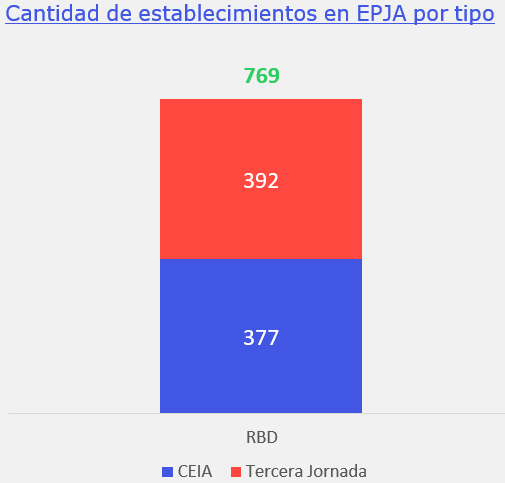 Cantidad de establecimientos en EPJA por tipo
769
392
377
RBD
CEIA Tercera Jornada